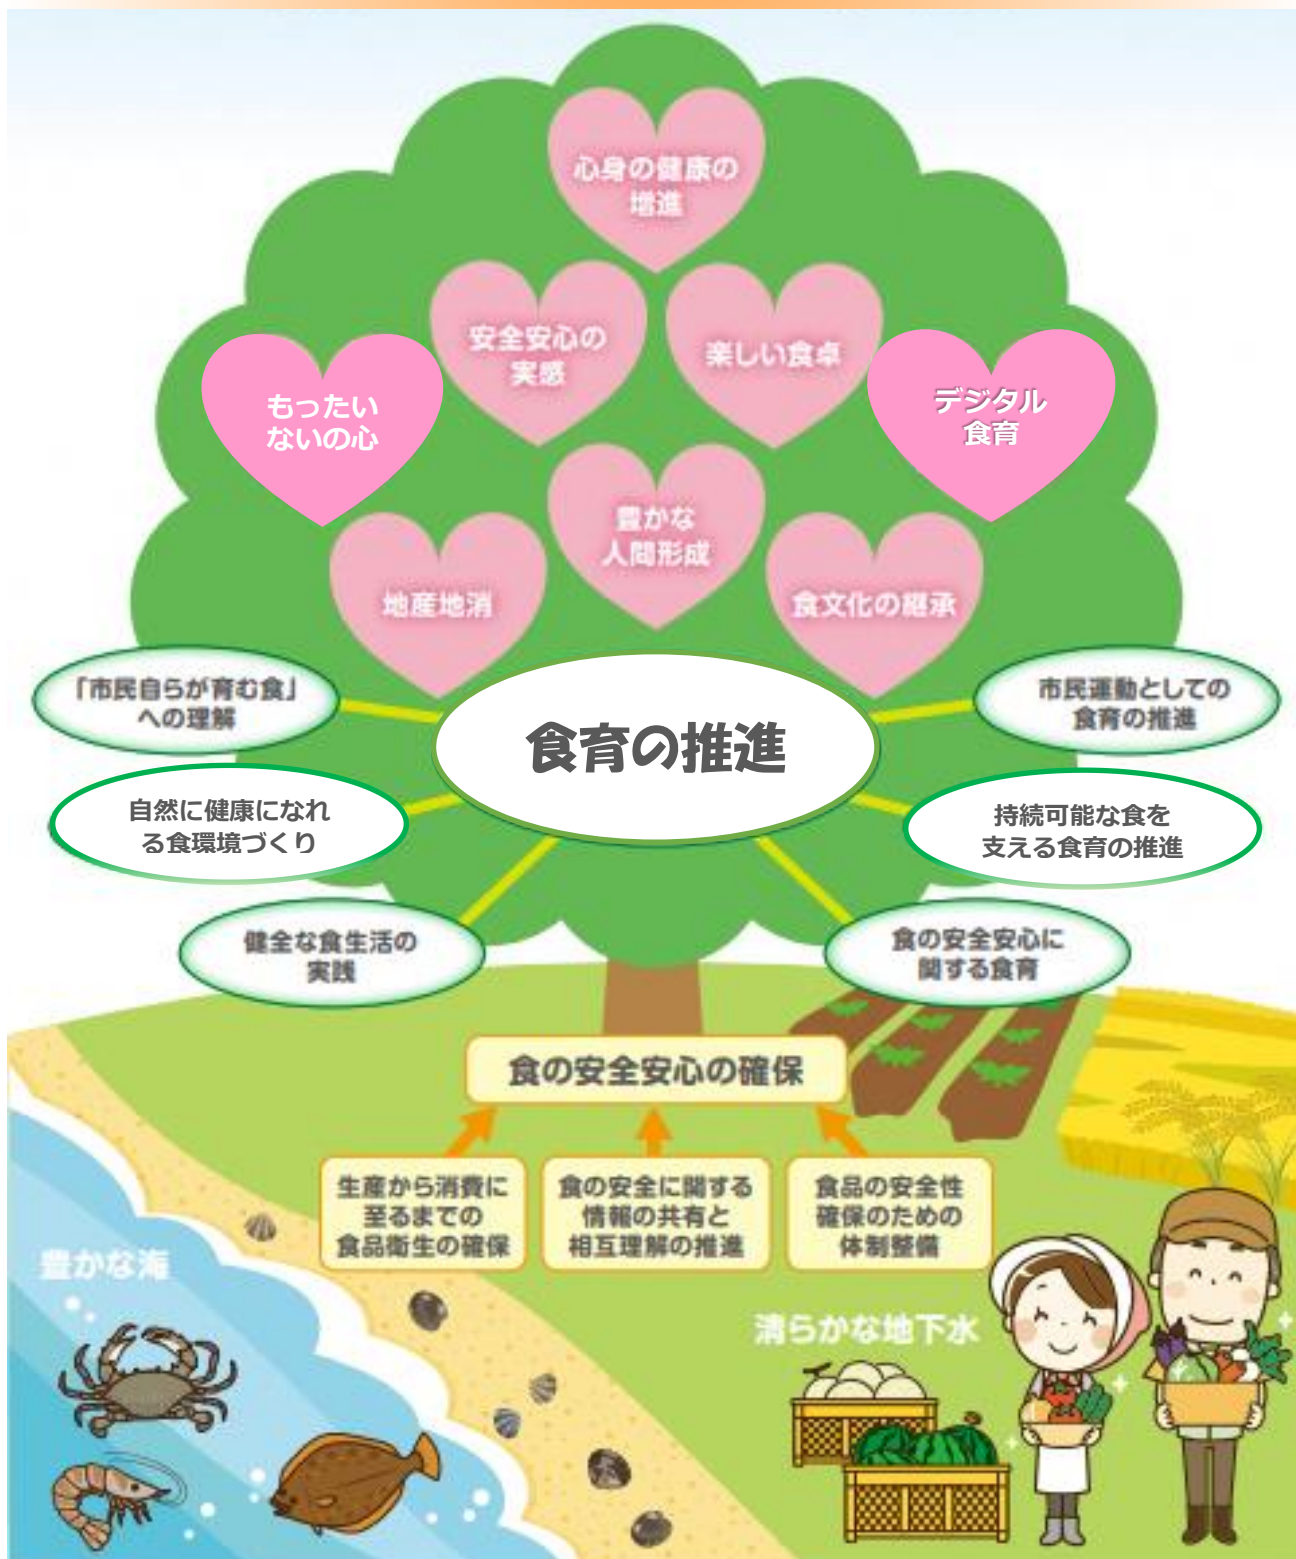 心身の健康の
増進
安全安心の
実感
楽しい食卓
もったい
ないの心
デジタル
食育
豊かな
人間形成
地産地消
食文化の継承
「市民自らが育む食」
への理解
市民運動としての
食育の推進
食育の推進
自然に健康になれ
る食環境づくり
持続可能な食を
支える食育の推進
健全な食生活の
実践
食の安全安心に
関する食育
食の安全安心の確保
生産から消費に
至るまでの
食品衛生の確保
食の安全に関する
情報の共有と
相互理解の推進
食品の安全性
確保のための
体制整備
豊かな海
清らかな地下水